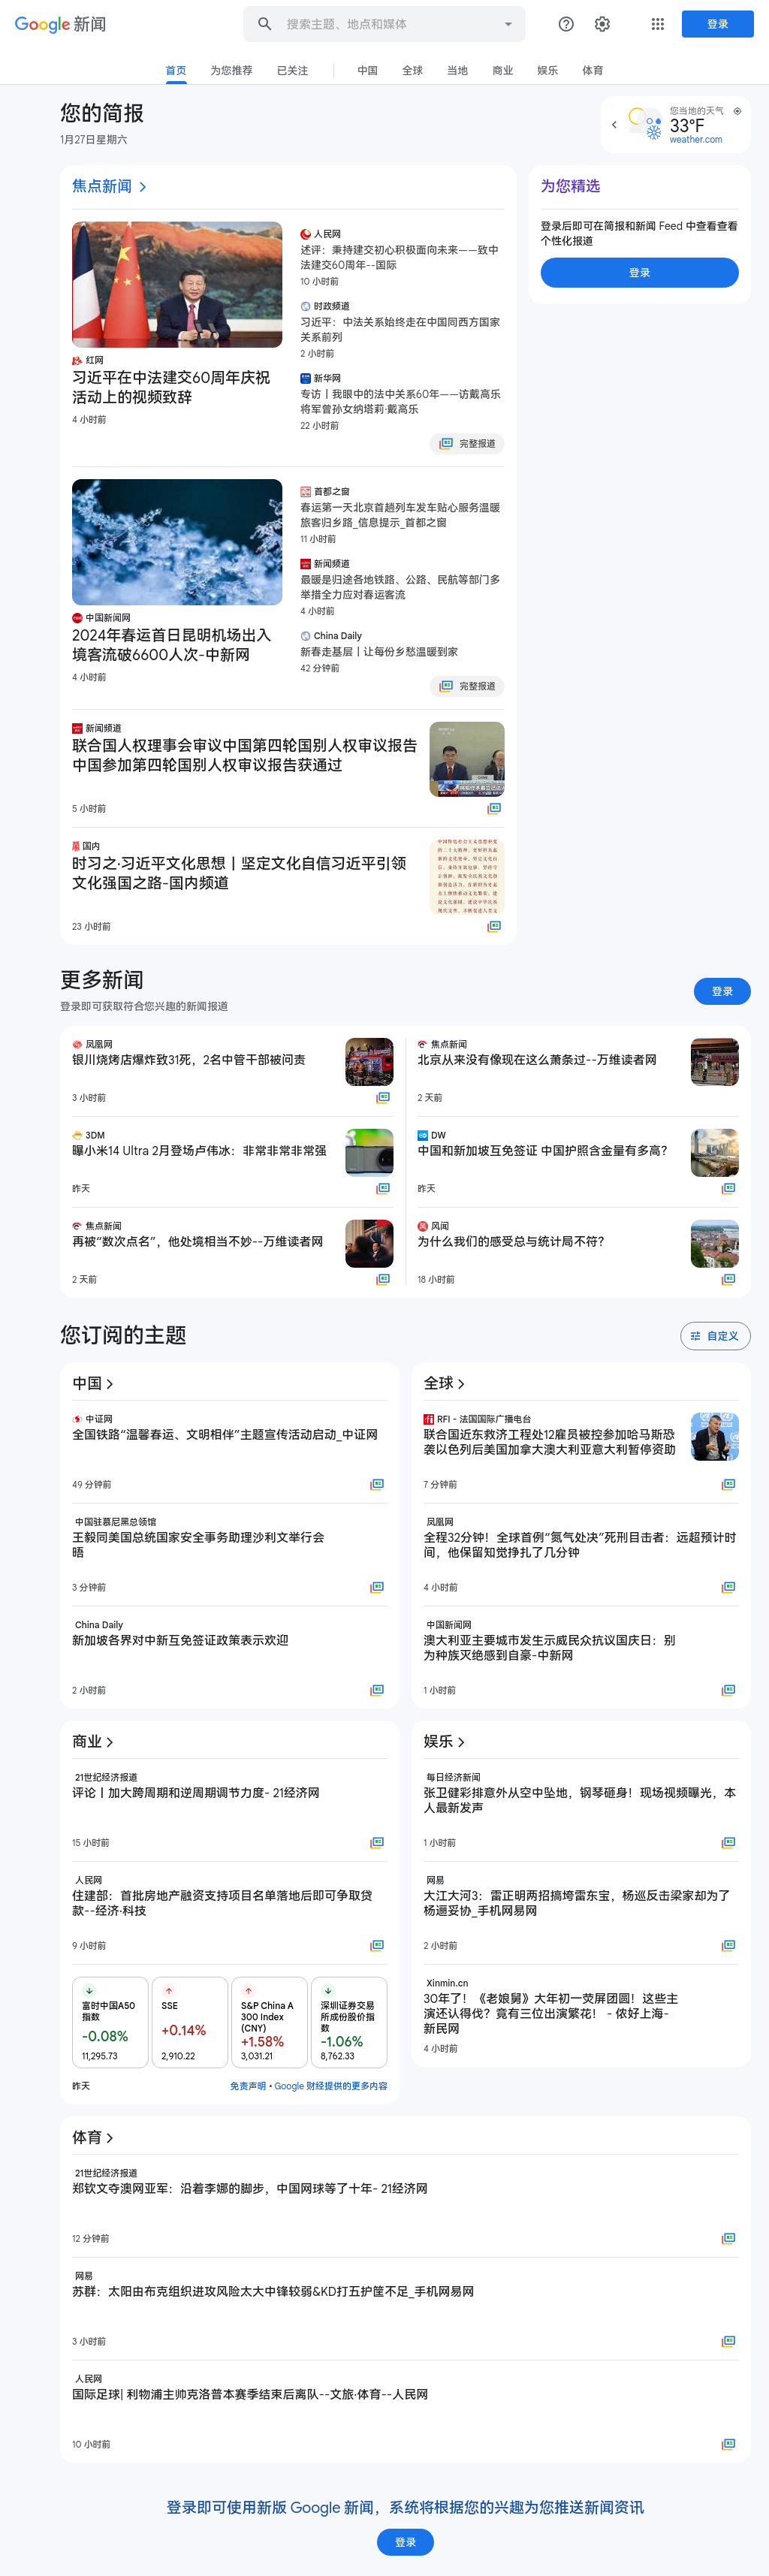 Google 新闻
搜索主题、地点和媒体
登录
首页
为您推荐
已关注
中国
全球
当地
商业
娱乐
体育
您的简报
1月27日星期六
您当地的天气
33°F
weather.com
焦点新闻
红网
习近平在中法建交60周年庆祝
活动上的视频致辞
4 小时前
人民网
述评：秉持建交初心积极面向未来——致中
法建交60周年--国际
10 小时前
时政频道
习近平：中法关系始终走在中国同西方国家
关系前列
2 小时前
新华网
专访丨我眼中的法中关系60年——访戴高乐
将军曾孙女纳塔莉·戴高乐
22 小时前
完整报道
中国新闻网
2024年春运首日昆明机场出入
境客流破6600人次-中新网
4 小时前
首都之窗
春运第一天北京首趟列车发车贴心服务温暖
旅客归乡路_信息提示_首都之窗
11 小时前
新闻频道
最暖是归途各地铁路、公路、民航等部门多
举措全力应对春运客流
4 小时前
China Daily
新春走基层丨让每份乡愁温暖到家
42 分钟前
完整报道
新闻频道
联合国人权理事会审议中国第四轮国别人权审议报告
中国参加第四轮国别人权审议报告获通过
5 小时前
国内
时习之·习近平文化思想丨坚定文化自信习近平引领
文化强国之路-国内频道
23 小时前
为您精选
登录后即可在简报和新闻 Feed 中查看查看
个性化报道
登录
更多新闻
登录即可获取符合您兴趣的新闻报道
登录
凤凰网
银川烧烤店爆炸致31死，2名中管干部被问责
3 小时前
焦点新闻
北京从来没有像现在这么萧条过--万维读者网
2 天前
3DM
曝小米14 Ultra 2月登场卢伟冰：非常非常非常强
昨天
DW
中国和新加坡互免签证 中国护照含金量有多高？
昨天
焦点新闻
再被“数次点名”，他处境相当不妙--万维读者网
2 天前
风闻
为什么我们的感受总与统计局不符？
18 小时前
您订阅的主题
自定义
中国
中证网
全国铁路“温馨春运、文明相伴”主题宣传活动启动_中证网
49 分钟前
中国驻慕尼黑总领馆
王毅同美国总统国家安全事务助理沙利文举行会
晤
3 分钟前
China Daily
新加坡各界对中新互免签证政策表示欢迎
2 小时前
全球
RFI - 法国国际广播电台
联合国近东救济工程处12雇员被控参加哈马斯恐
袭以色列后美国加拿大澳大利亚意大利暂停资助
7 分钟前
凤凰网
全程32分钟！全球首例“氮气处决”死刑目击者：远超预计时
间，他保留知觉挣扎了几分钟
4 小时前
中国新闻网
澳大利亚主要城市发生示威民众抗议国庆日：别
为种族灭绝感到自豪-中新网
1 小时前
商业
21世纪经济报道
评论丨加大跨周期和逆周期调节力度- 21经济网
15 小时前
人民网
住建部：首批房地产融资支持项目名单落地后即可争取贷
款--经济·科技
9 小时前
富时中国A50
指数
-0.08%
11,295.73
SSE
+0.14%
2,910.22
S&P China A
300 Index
(CNY)
+1.58%
3,031.21
深圳证券交易
所成份股价指
数
-1.06%
8,762.33
昨天
免责声明 • Google 财经提供的更多内容
娱乐
每日经济新闻
张卫健彩排意外从空中坠地，钢琴砸身！现场视频曝光，本
人最新发声
1 小时前
网易
大江大河3：雷正明两招搞垮雷东宝，杨巡反击梁家却为了
杨逦妥协_手机网易网
2 小时前
Xinmin.cn
30年了！《老娘舅》大年初一荧屏团圆！这些主
演还认得伐？竟有三位出演繁花！ - 侬好上海-
新民网
4 小时前
体育
21世纪经济报道
郑钦文夺澳网亚军：沿着李娜的脚步，中国网球等了十年- 21经济网
12 分钟前
网易
苏群：太阳由布克组织进攻风险太大中锋较弱&KD打五护筐不足_手机网易网
3 小时前
人民网
国际足球| 利物浦主帅克洛普本赛季结束后离队--文旅·体育--人民网
10 小时前
登录即可使用新版 Google 新闻，系统将根据您的兴趣为您推送新闻资讯
登录